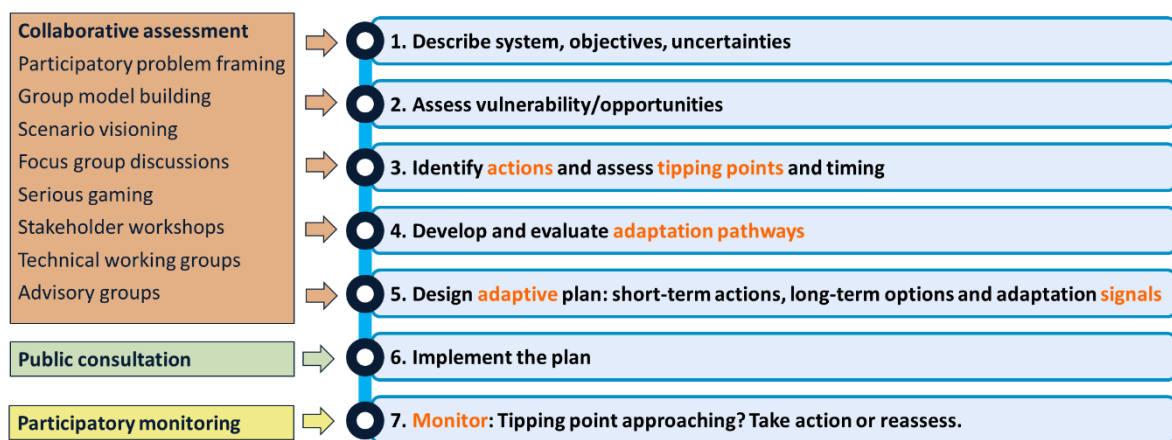 Collaborative assessment
Participatory problem framing
Group model building
Scenario visioning
Focus group discussions
Serious gaming
Stakeholder workshops
Technical working groups
Advisory groups
Public consultation
Participatory monitoring
1. Describe system, objectives, uncertainties
2. Assess vulnerability/opportunities
3. Identify actions and assess tipping points and timing
4. Develop and evaluate adaptation pathways
5. Design adaptive plan: short-term actions, long-term options and adaptation signals
6. Implement the plan
7. Monitor: Tipping point approaching? Take action or reassess.